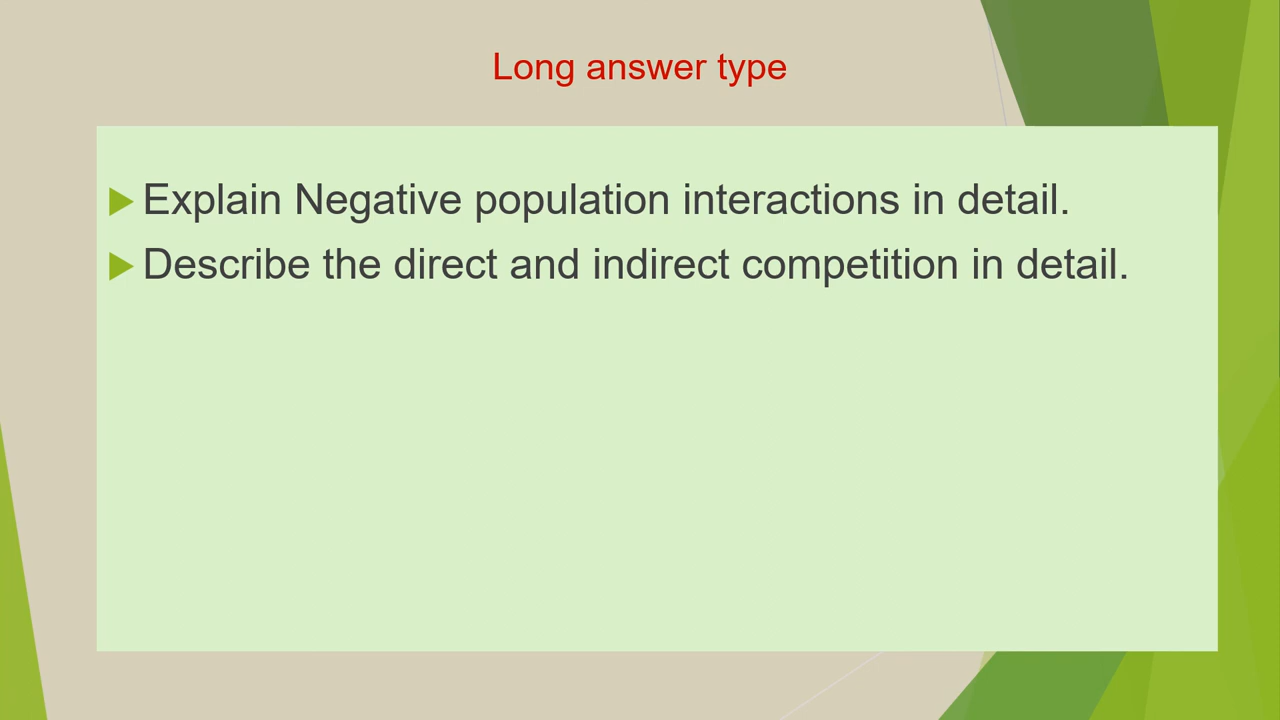 Long answer type
Explain Negative population interactions in detail.
Describe the direct and indirect competition in detail.